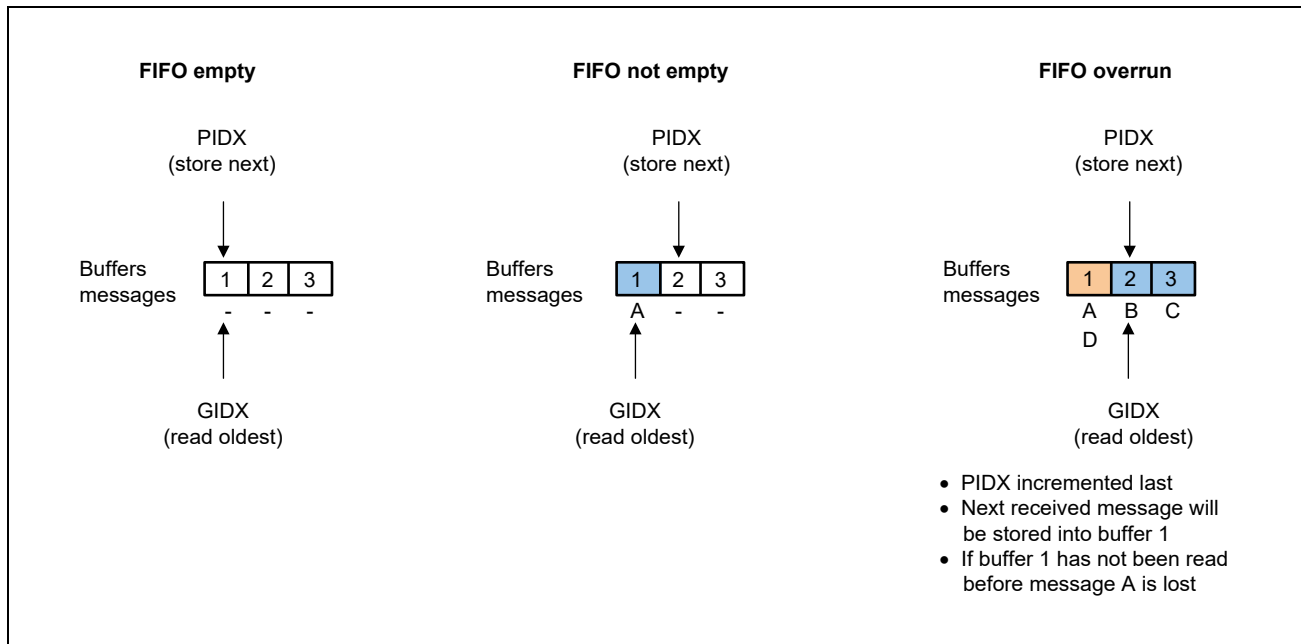 FIFO empty
PIDX
(store next)
Buffers
messages
1 2 3
- - -
GIDX
(read oldest)
FIFO not empty
PIDX
(store next)
Buffers
messages
1 2 3
A - -
GIDX
(read oldest)
FIFO overrun
PIDX
(store next)
Buffers
messages
1 2 3
A B C
D
GIDX
(read oldest)
• PIDX incremented last
• Next received message will
be stored into buffer 1
• If buffer 1 has not been read
before message A is lost